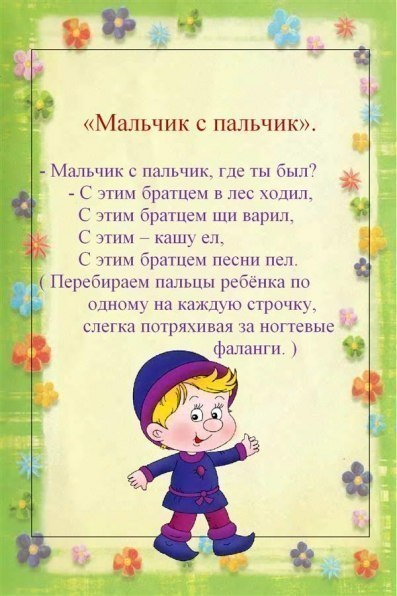 «Мальчик с пальчик».
- Мальчик с пальчик, где ты был?
- С этим братцем в лес ходил,
С этим братцем щи варил,
С этим – кашу ел,
С этим братцем песни пел.
( Перебираем пальцы ребёнка по
одному на каждую строчку,
слегка потряхивая за ногтевые
фаланги. )